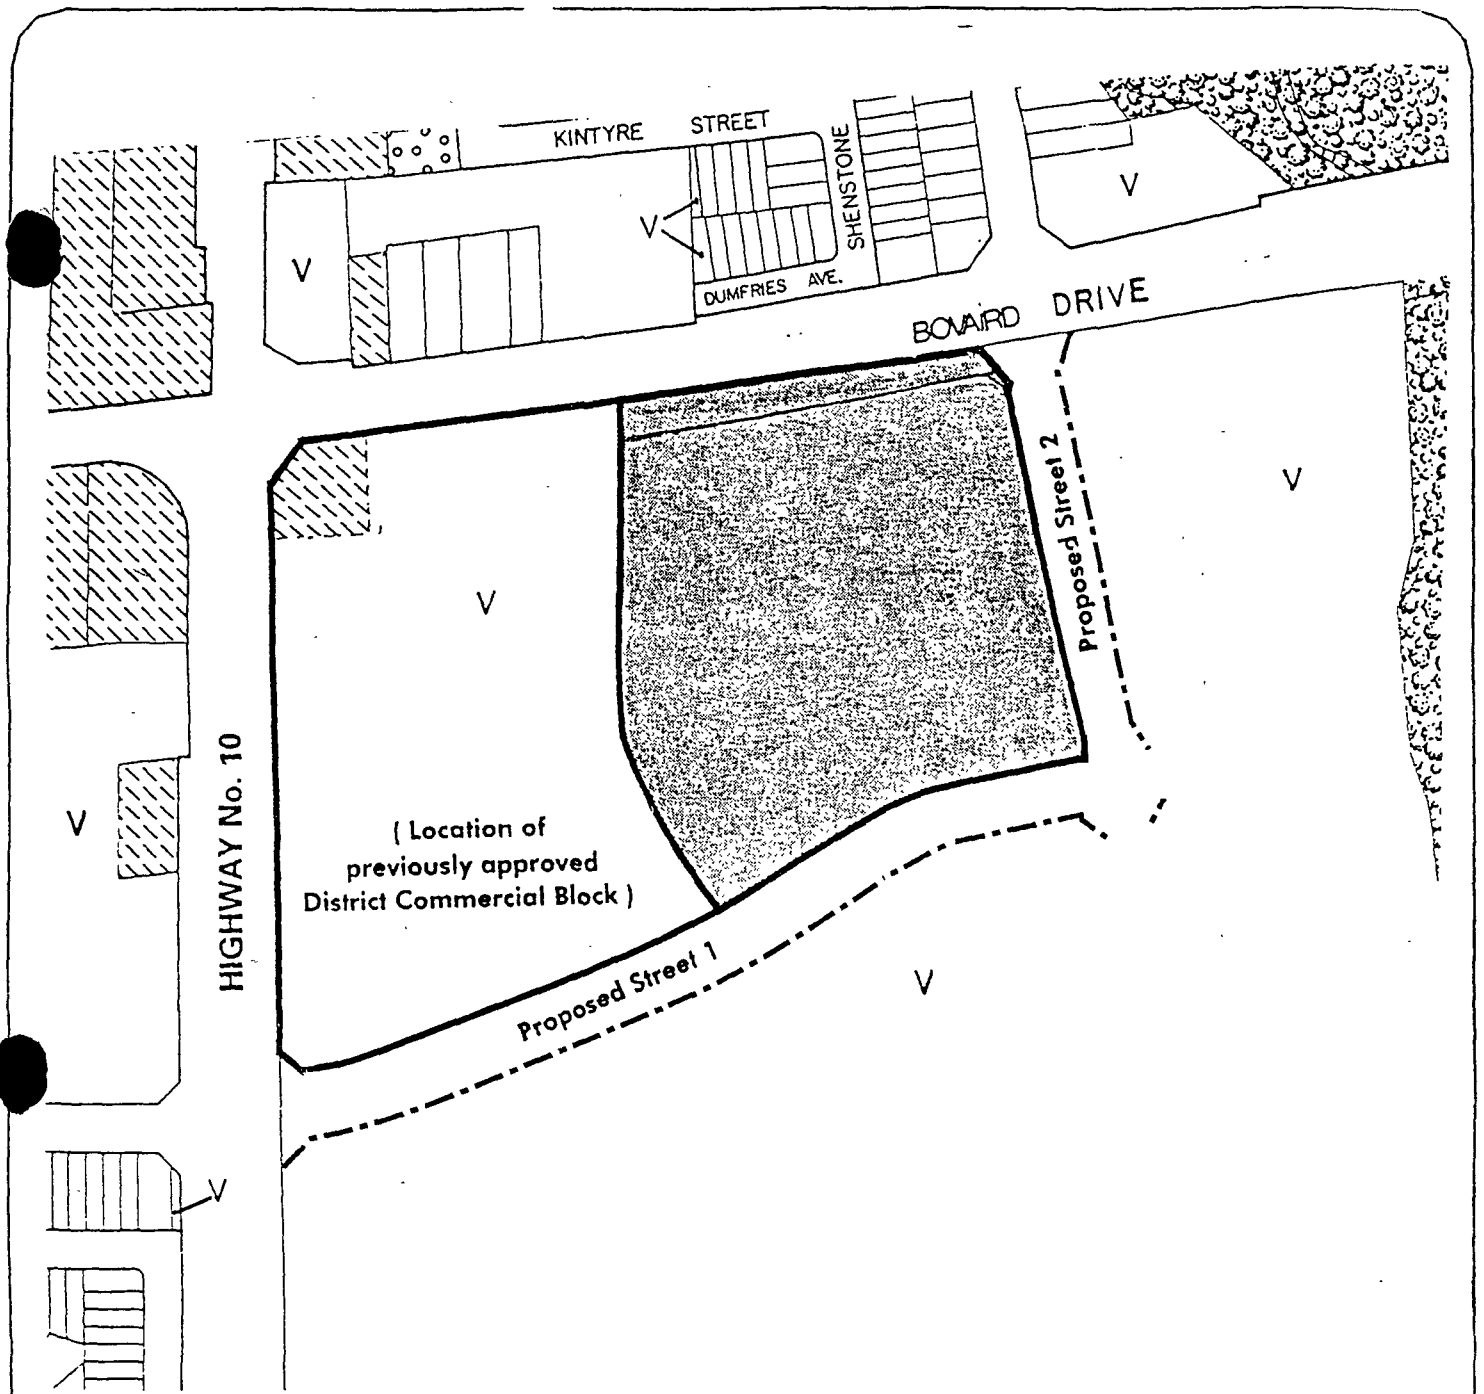 KINTYRE STREET
SHENSTONE
V
V
V
DUMFRIES AVE.
BOVAIRD DRIVE
Proposed Street 2
V
V
HIGHWAY No. 10
V
( Location of
previously approved
District Commercial Block )
Proposed Street 1
V
V